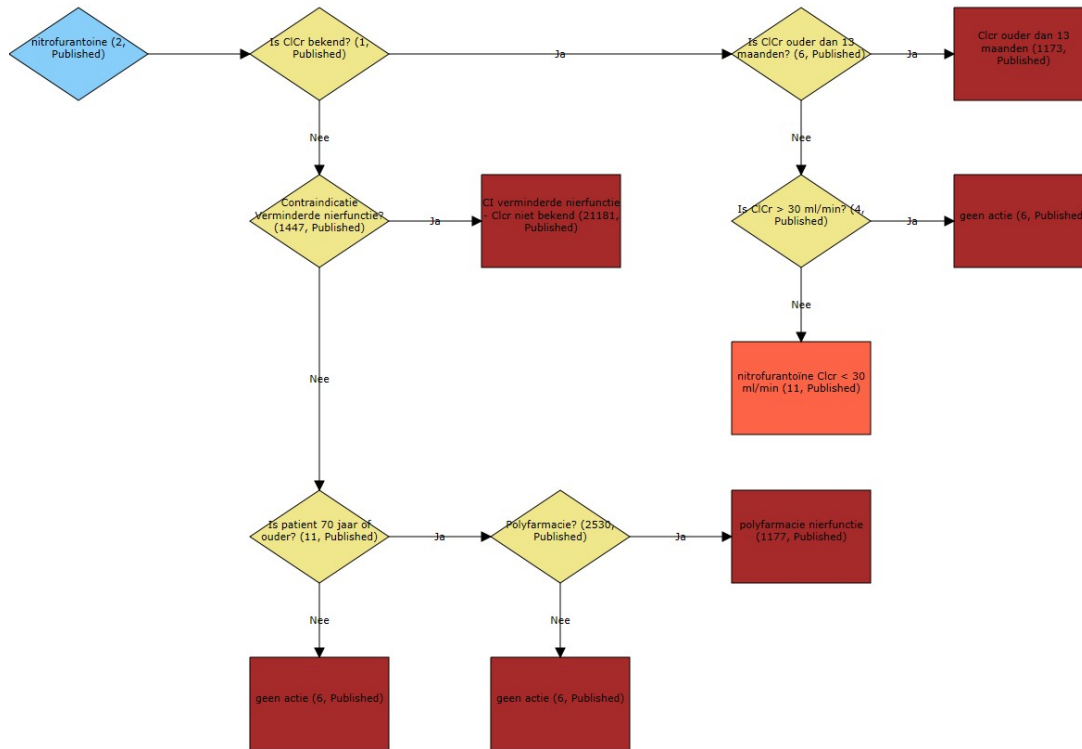 nitrofurantoine (2,
Published)
Is ClCr bekend? (1,
Published)
Ja
Is ClCr ouder dan 13
maanden? (6, Published)
Ja
Clcr ouder dan 13
maanden (1173,
Published)
Nee
Nee
Contraindicatie
Verminderde nierfunctie?
(1447, Published)
Ja
CI verminderde nierfunctie
- Clcr niet bekend (21181,
Published)
Is ClCr > 30 ml/min? (4,
Published)
Ja
geen actie (6, Published)
Nee
Nee
nitrofurantoïne Clcr < 30
ml/min (11, Published)
Is patient 70 jaar of
ouder? (11, Published)
Ja
Polyfarmacie? (2530,
Published)
Ja
polyfarmacie nierfunctie
(1177, Published)
Nee
Nee
geen actie (6, Published)
geen actie (6, Published)